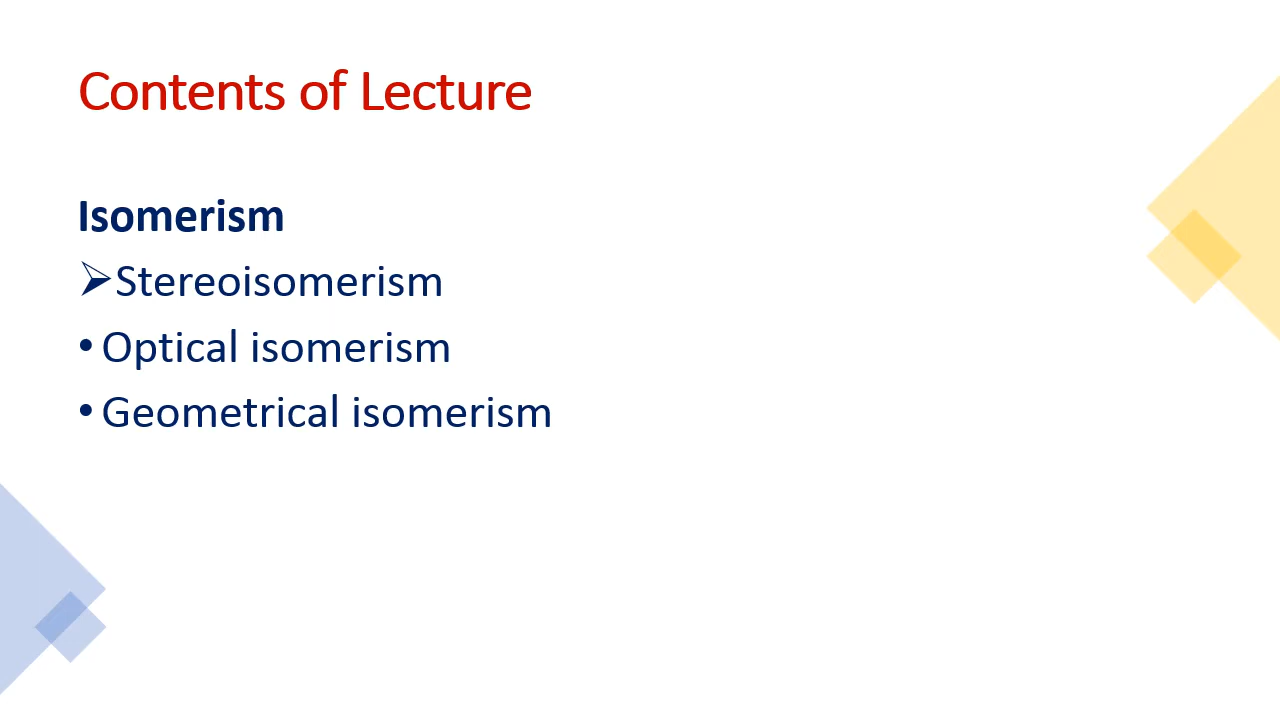 Contents of Lecture
Isomerism
➢Stereoisomerism
• Optical isomerism
• Geometrical isomerism